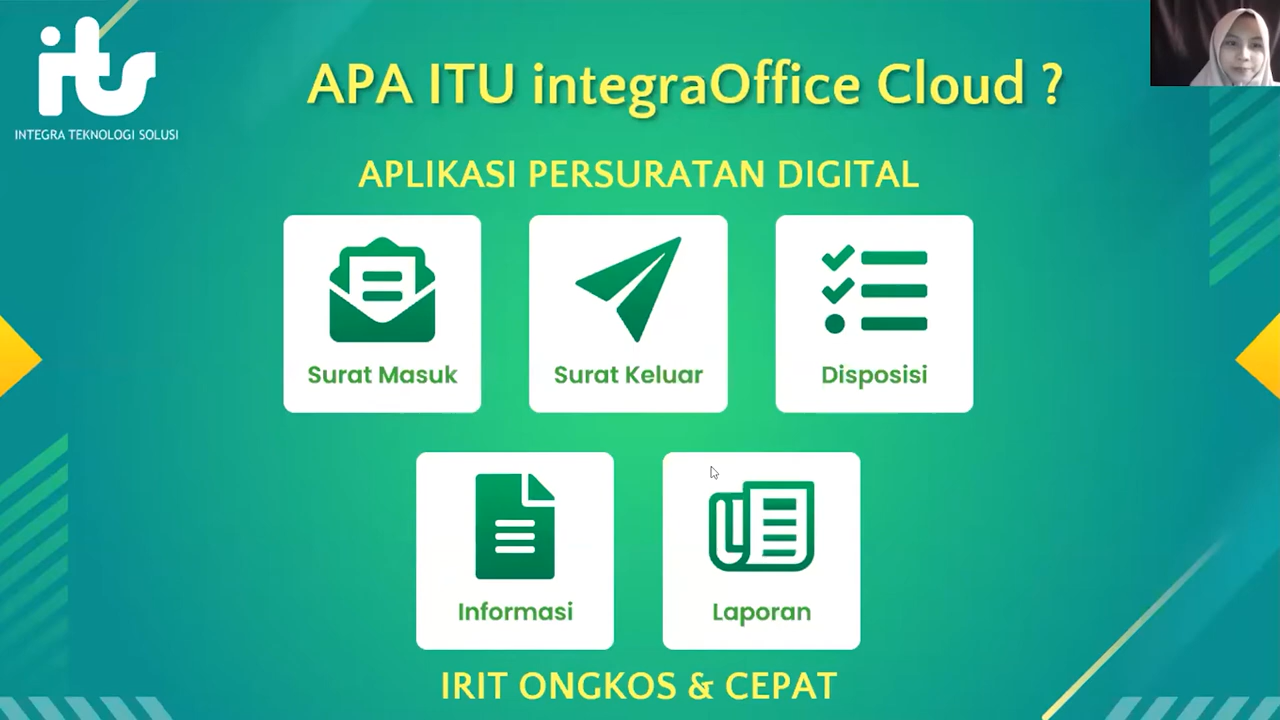 its
INTEGRA TEKNOLOGI SOLUSI
APA ITU integraOffice Cloud ?
APLIKASI PERSURATAN DIGITAL
Surat Masuk
Surat Keluar
Disposisi
Informasi
Laporan
IRIT ONGKOS & CEPAT